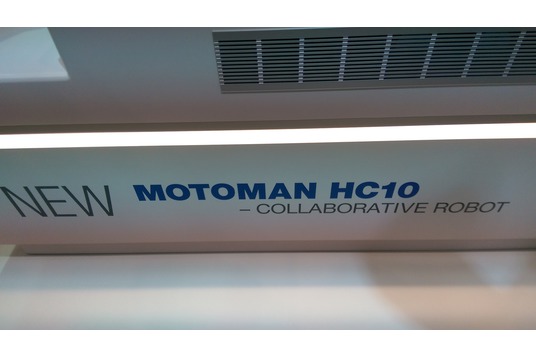 NEW MOTOMAN HC10
– COLLABORATIVE ROBOT